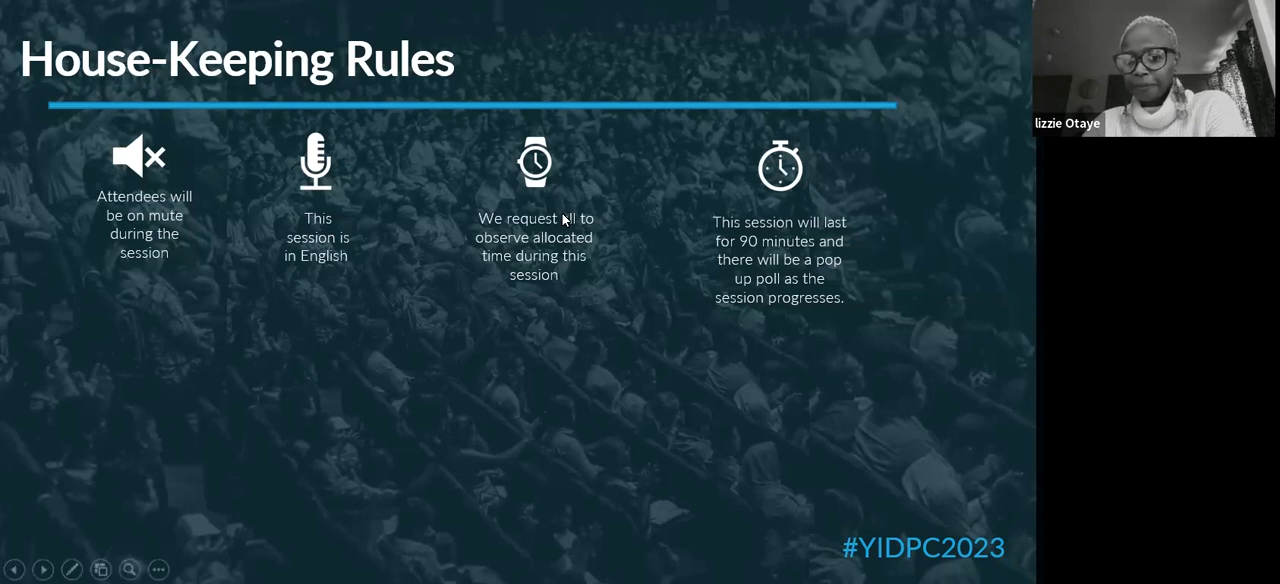 House-Keeping Rules
lizzie Otaye
Attendees will
be on mute
during the
session
This
session is
in English
We request all to
observe allocated
time during this
session
This session will last
for 90 minutes and
there will be a pop
up poll as the
session progresses.
#YIDPC2023